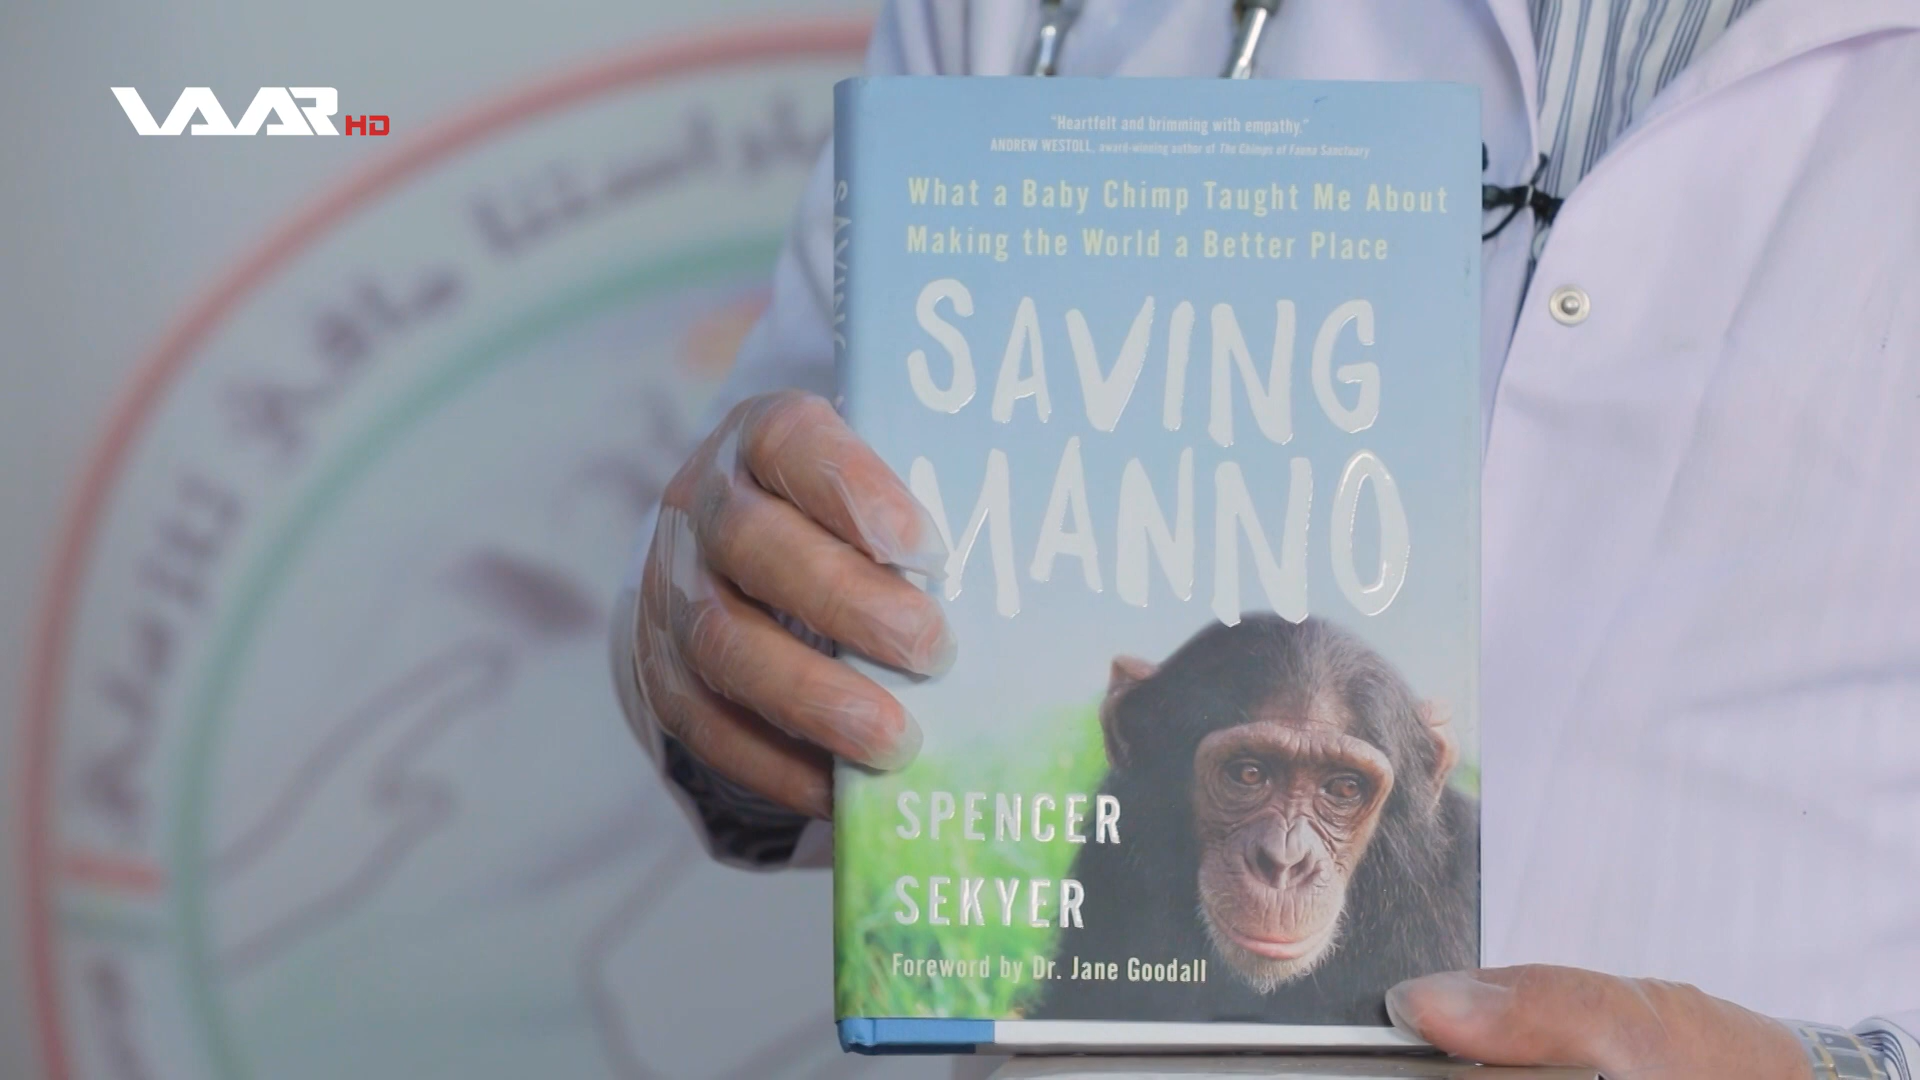 VAAR HD
"Heartfelt and brimming with empathy."
ANDREW WESTOLL, award-winning author of The Chimps of Fauna Sanctuary
What a Baby Chimp Taught Me About
Making the World a Better Place
SAVING
MANNO
SPENCER
SEKYER
Foreword by Dr. Jane Goodall